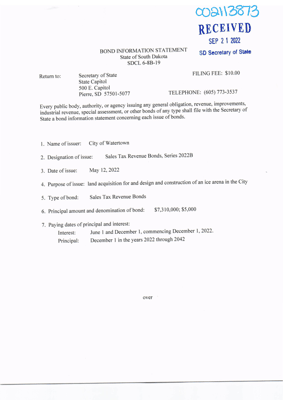 002113873
RECEIVED
SEP 21 2022
SD Secretary of State
BOND INFORMATION STATEMENT
State of South Dakota
SDCL 6-8B-19
Return to: Secretary of State FILING FEE: $10.00
State Capitol
500 E. Capitol
Pierre, SD 57501-5077 TELEPHONE: (605) 773-3537
Every public body, authority, or agency issuing any general obligation, revenue, improvements,
industrial revenue, special assessment, or other bonds of any type shall file with the Secretary of
State a bond information statement concerning each issue of bonds.
1. Name of issuer: City of Watertown
2. Designation of issue: Sales Tax Revenue Bonds, Series 2022B
3. Date of issue: May 12, 2022
4. Purpose of issue: land acquisition for and design and construction of an ice arena in the City
5. Type of bond: Sales Tax Revenue Bonds
6. Principal amount and denomination of bond: $7,310,000; $5,000
7. Paying dates of principal and interest:
Interest: June 1 and December 1, commencing December 1, 2022.
Principal: December 1 in the years 2022 through 2042
over